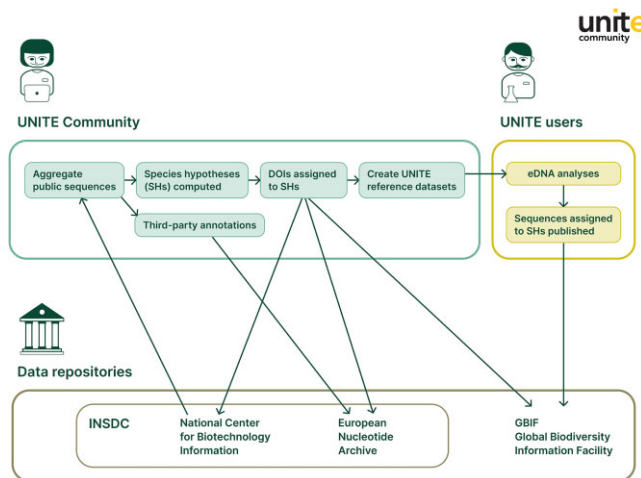 unite
community
UNITE Community
UNITE users
Aggregate
public sequences
Species hypotheses
(SHs) computed
DOIs assigned
to SHs
Create UNITE
reference datasets
Third-party annotations
eDNA analyses
Sequences assigned
to SHs published
Data repositories
INSDC
National Center
for Biotechnology
Information
European
Nucleotide
Archive
GBIF
Global Biodiversity
Information Facility